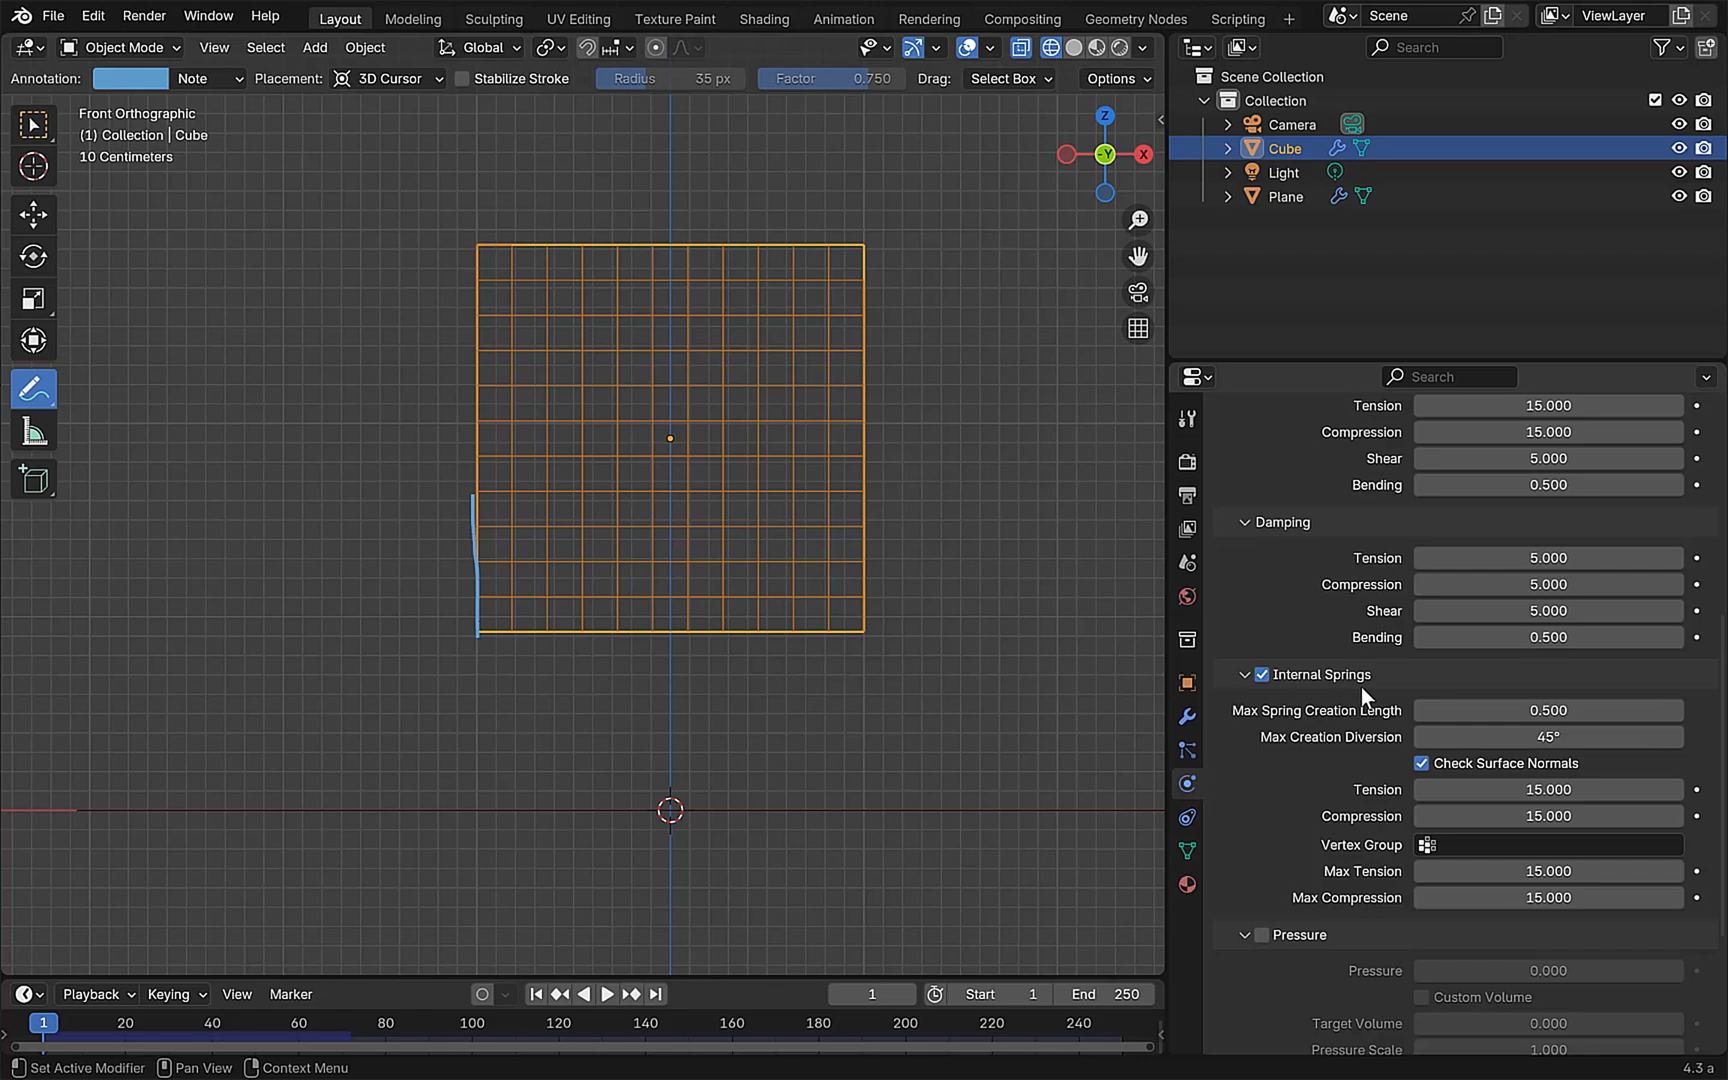 File Edit Render Window Help Layout Modeling Sculpting UV Editing Texture Paint Shading Animation Rendering Compositing Geometry Nodes Scripting + Scene ViewLayer
Object Mode View Select Add Object Global Search
Annotation: Note Placement: 3D Cursor Stabilize Stroke Radius 35 px Factor 0.750 Drag: Select Box Options
Scene Collection
Collection
Camera
Cube
Light
Plane
Front Orthographic
(1) Collection | Cube
10 Centimeters
Z
-Y
X
Search
Tension 15.000
Compression 15.000
Shear 5.000
Bending 0.500
Damping
Tension 5.000
Compression 5.000
Shear 5.000
Bending 0.500
Internal Springs
Max Spring Creation Length 0.500
Max Creation Diversion 45°
Check Surface Normals
Tension 15.000
Compression 15.000
Vertex Group
Max Tension 15.000
Max Compression 15.000
Pressure
Pressure 0.000
Custom Volume
Target Volume 0.000
Pressure Scale 1.000
Playback Keying View Marker 1 Start 1 End 250
1 20 40 60 80 100 120 140 160 180 200 220 240
Set Active Modifier Pan View Context Menu 4.3 a